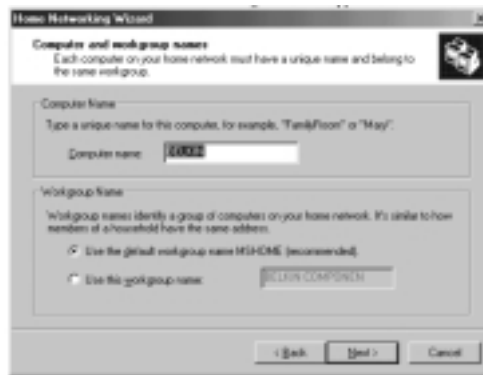 Home Networking Wizard
Computer and workgroup names
Each computer on your home network must have a unique name and belong to
the same workgroup.
Computer Name
Type a unique name for this computer, for example, "FamilyRoom" or "Mary".
Computer name:
BELKIN
Workgroup Name
Workgroup names identify a group of computers on your home network. It's similar to how
members of a household have the same address.
Use the default workgroup name MSHOME (recommended).
Use this workgroup name:
BELKIN COMPONEN
< Back
Next >
Cancel